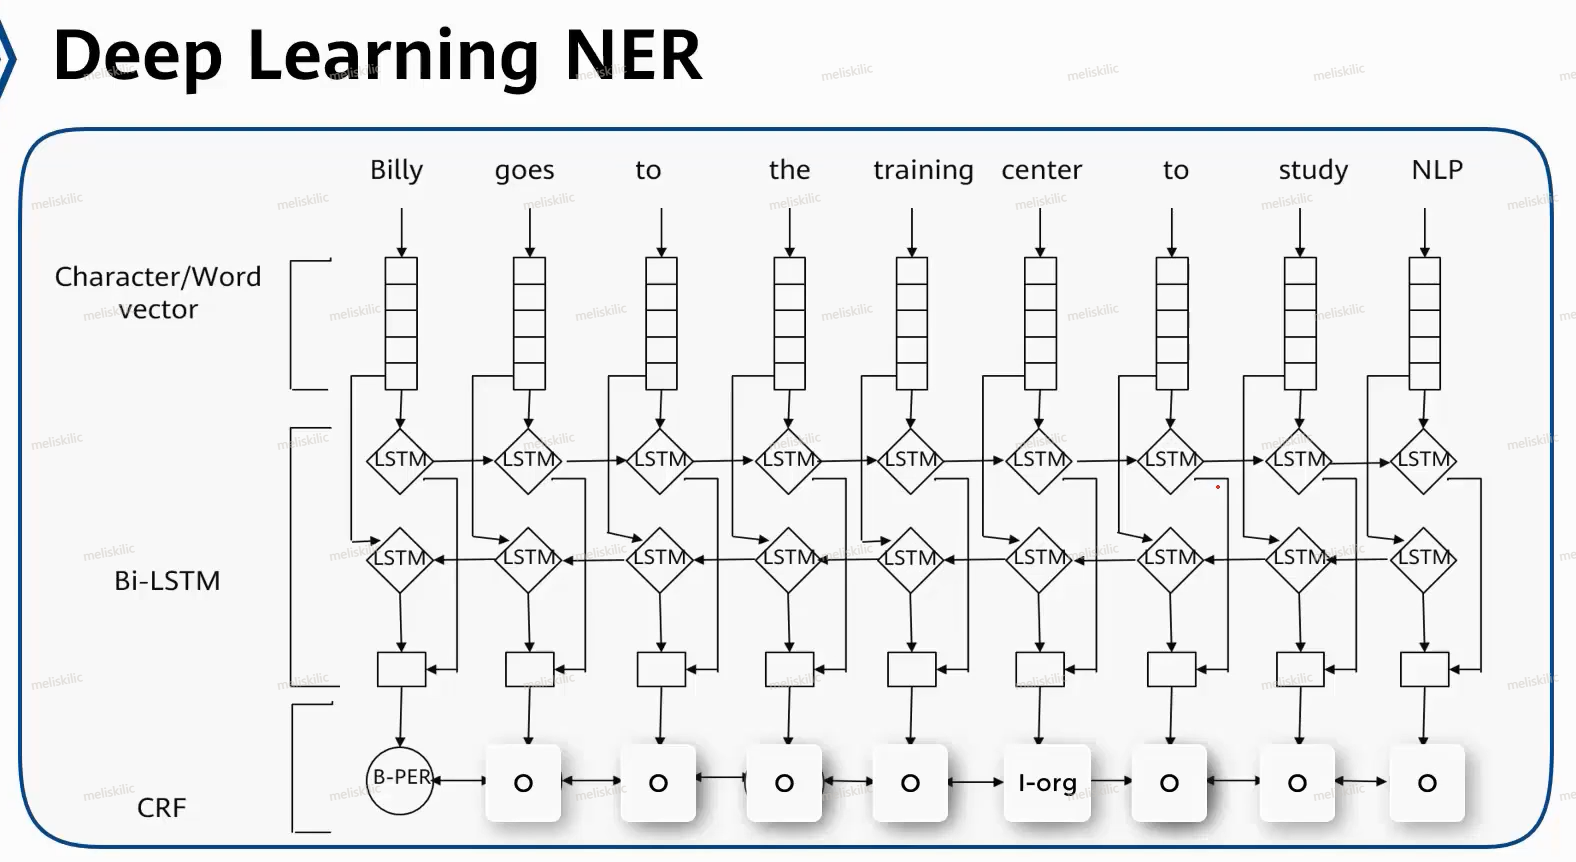 Deep Learning NER
Billy goes to the training center to study NLP
Character/Word
vector
LSTM LSTM LSTM LSTM LSTM LSTM LSTM LSTM LSTM
LSTM LSTM LSTM LSTM LSTM LSTM LSTM LSTM LSTM
Bi-LSTM
B-PER O O O O I-org O O O
CRF
meliskilic